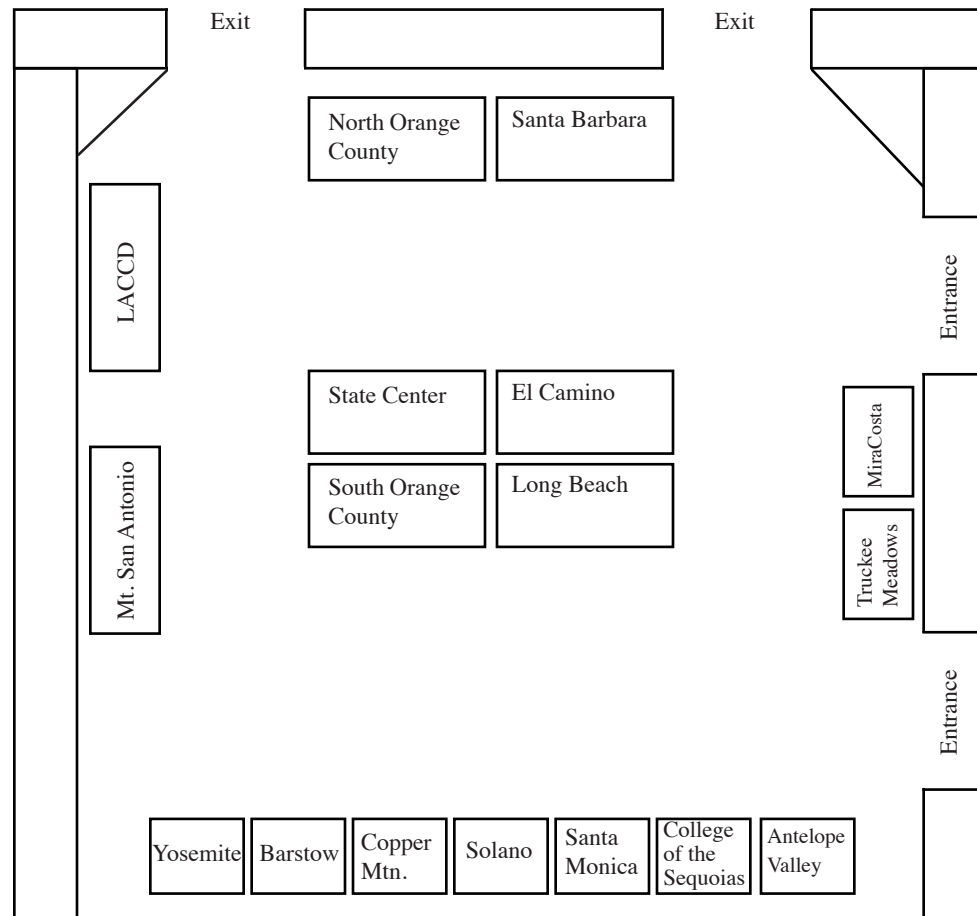 Exit
Exit
North Orange
County
Santa Barbara
LACCD
Entrance
State Center
El Camino
MiraCosta
South Orange
County
Long Beach
Mt. San Antonio
Truckee
Meadows
Entrance
Yosemite
Barstow
Copper
Mtn.
Solano
Santa
Monica
College
of the
Sequoias
Antelope
Valley